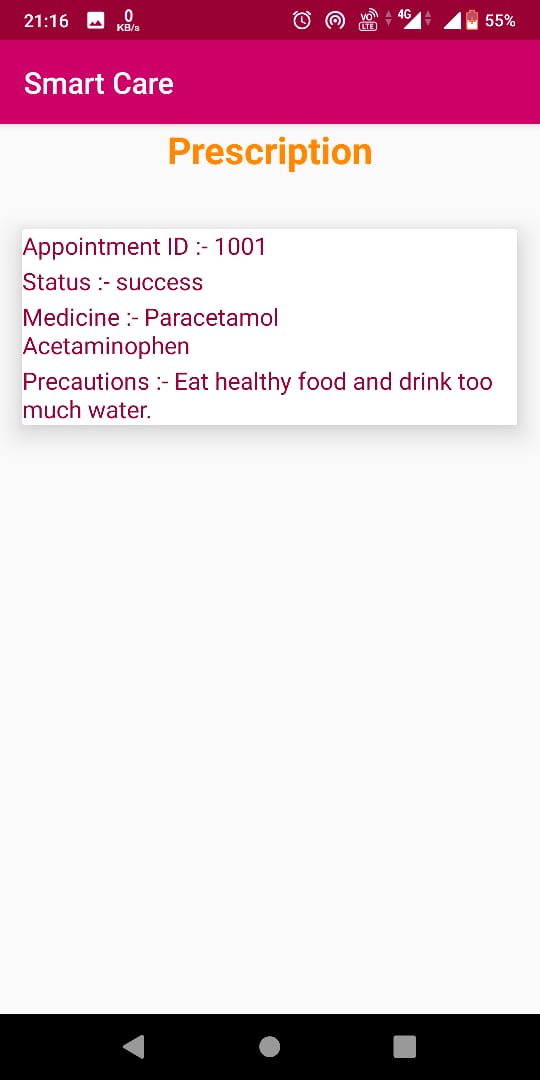 21:16 0 KB/s VO LTE 4G 55%
Smart Care
Prescription
Appointment ID :- 1001
Status :- success
Medicine :- Paracetamol
Acetaminophen
Precautions :- Eat healthy food and drink too
much water.